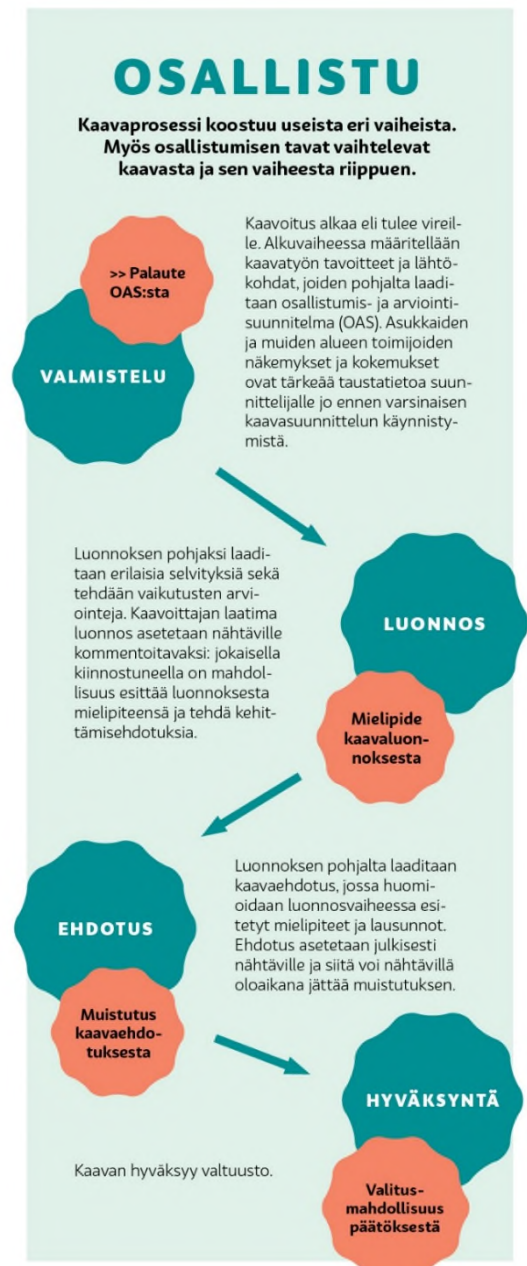 OSALLISTU
Kaavaprosessi koostuu useista eri vaiheista.
Myös osallistumisen tavat vaihtelevat
kaavasta ja sen vaiheesta riippuen.
>> Palaute
OAS:sta
VALMISTELU
Kaavoitus alkaa eli tulee vireil-
le. Alkuvaiheessa määritellään
kaavatyön tavoitteet ja lähtö-
kohdat, joiden pohjalta laadi-
taan osallistumis- ja arviointi-
suunnitelma (OAS). Asukkaiden
ja muiden alueen toimijoiden
näkemykset ja kokemukset
ovat tärkeää taustatietoa suun-
nittelijalle jo ennen varsinaisen
kaavasuunnittelun käynnisty-
mistä.
Luonnoksen pohjaksi laadi-
taan erilaisia selvityksiä sekä
tehdään vaikutusten arvi-
ointeja. Kaavoittajan laatima
luonnos asetetaan nähtäville
kommentoitavaksi: jokaisella
kiinnostuneella on mahdol-
lisuus esittää luonnoksesta
mielipiteensä ja tehdä kehit-
tämisehdotuksia.
LUONNOS
Mielipide
kaavaluon-
noksesta
EHDOTUS
Muistutus
kaavaehdo-
tuksesta
Luonnoksen pohjalta laaditaan
kaavaehdotus, jossa huomi-
oidaan luonnosvaiheessa esi-
tetyt mielipiteet ja lausunnot.
Ehdotus asetetaan julkisesti
nähtäville ja siitä voi nähtävillä
oloaikana jättää muistutuksen.
HYVÄKSYNTÄ
Valitus-
mahdollisuus
päätöksestä
Kaavan hyväksyy valtuusto.